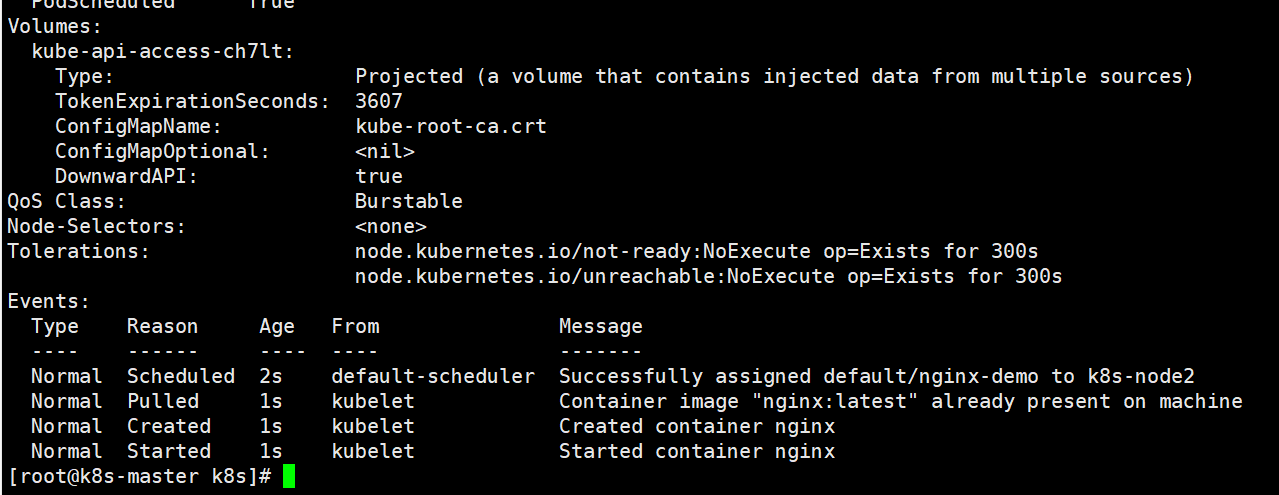 PodScheduled      True
Volumes:
  kube-api-access-ch7lt:
    Type:                    Projected (a volume that contains injected data from multiple sources)
    TokenExpirationSeconds:  3607
    ConfigMapName:           kube-root-ca.crt
    ConfigMapOptional:       <nil>
    DownwardAPI:             true
QoS Class:                   Burstable
Node-Selectors:              <none>
Tolerations:                 node.kubernetes.io/not-ready:NoExecute op=Exists for 300s
                             node.kubernetes.io/unreachable:NoExecute op=Exists for 300s
Events:
  Type    Reason     Age   From               Message
  ----    ------     ----  ----               -------
  Normal  Scheduled  2s    default-scheduler  Successfully assigned default/nginx-demo to k8s-node2
  Normal  Pulled     1s    kubelet            Container image "nginx:latest" already present on machine
  Normal  Created    1s    kubelet            Created container nginx
  Normal  Started    1s    kubelet            Started container nginx
[root@k8s-master k8s]#